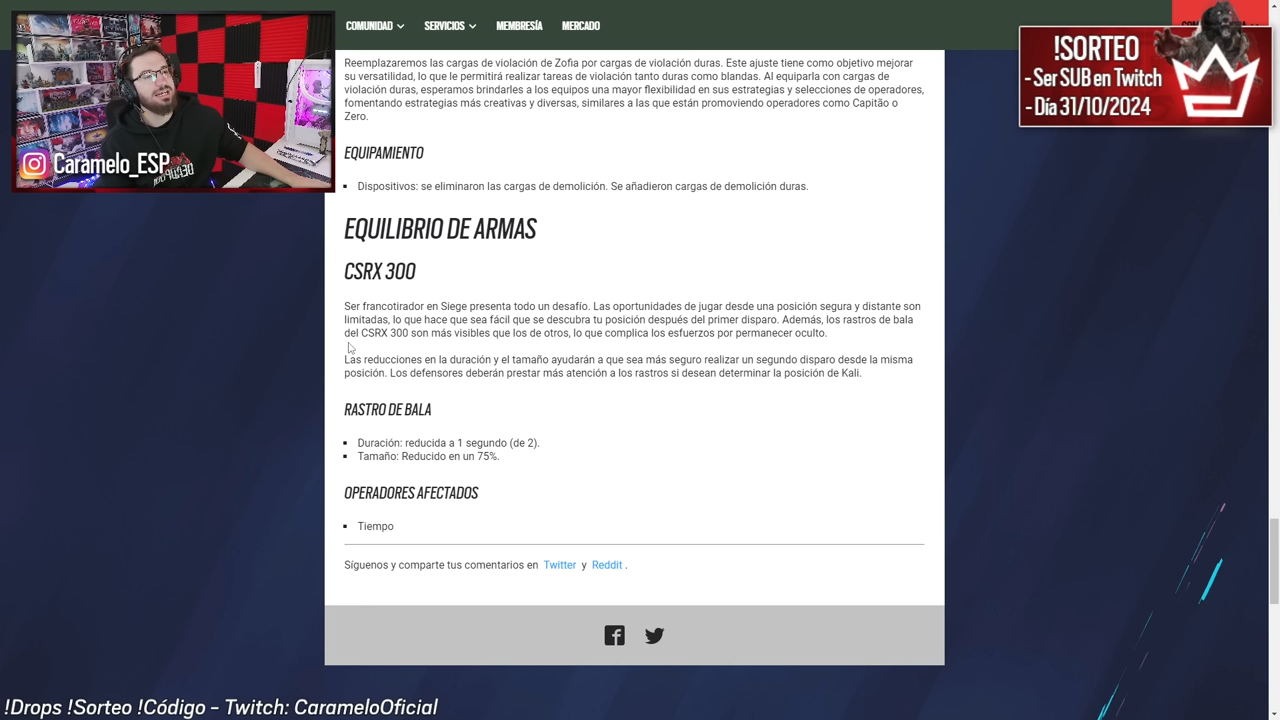 COMUNIDAD SERVICIOS MEMBRESÍA MERCADO
!SORTEO
- Ser SUB en Twitch
- Día 31/10/2024
Caramelo_ESP
Reemplazaremos las cargas de violación de Zofia por cargas de violación duras. Este ajuste tiene como objetivo mejorar
su versatilidad, lo que le permitirá realizar tareas de violación tanto duras como blandas. Al equiparla con cargas de
violación duras, esperamos brindarles a los equipos una mayor flexibilidad en sus estrategias y selecciones de operadores,
fomentando estrategias más creativas y diversas, similares a las que están promoviendo operadores como Capitão o
Zero.
EQUIPAMIENTO
Dispositivos: se eliminaron las cargas de demolición. Se añadieron cargas de demolición duras.
EQUILIBRIO DE ARMAS
CSRX 300
Ser francotirador en Siege presenta todo un desafío. Las oportunidades de jugar desde una posición segura y distante son
limitadas, lo que hace que sea fácil que se descubra tu posición después del primer disparo. Además, los rastros de bala
del CSRX 300 son más visibles que los de otros, lo que complica los esfuerzos por permanecer oculto.
Las reducciones en la duración y el tamaño ayudarán a que sea más seguro realizar un segundo disparo desde la misma
posición. Los defensores deberán prestar más atención a los rastros si desean determinar la posición de Kali.
RASTRO DE BALA
Duración: reducida a 1 segundo (de 2).
Tamaño: Reducido en un 75%.
OPERADORES AFECTADOS
Tiempo
Síguenos y comparte tus comentarios en Twitter y Reddit .
!Drops !Sorteo !Código - Twitch: CarameloOficial